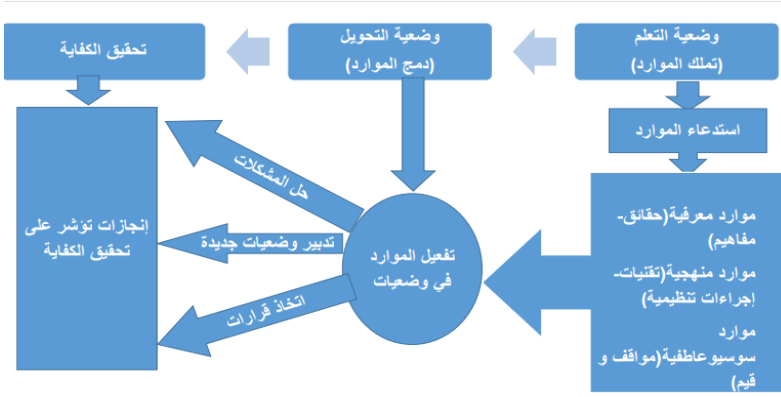 وضعية التعلم
(تملك الموارد)
وضعية التحويل
(دمج الموارد)
تحقيق الكفاية
استدعاء الموارد
موارد معرفية(حقائق-
مفاهيم)
موارد منهجية(تقنيات-
إجراءات تنظيمية)
موارد
سوسيوعاطفية(مواقف و
قيم)
تفعيل الموارد
في وضعيات
حل المشكلات
تدبير وضعيات جديدة
اتخاذ قرارات
إنجازات تؤشر على
تحقيق الكفاية